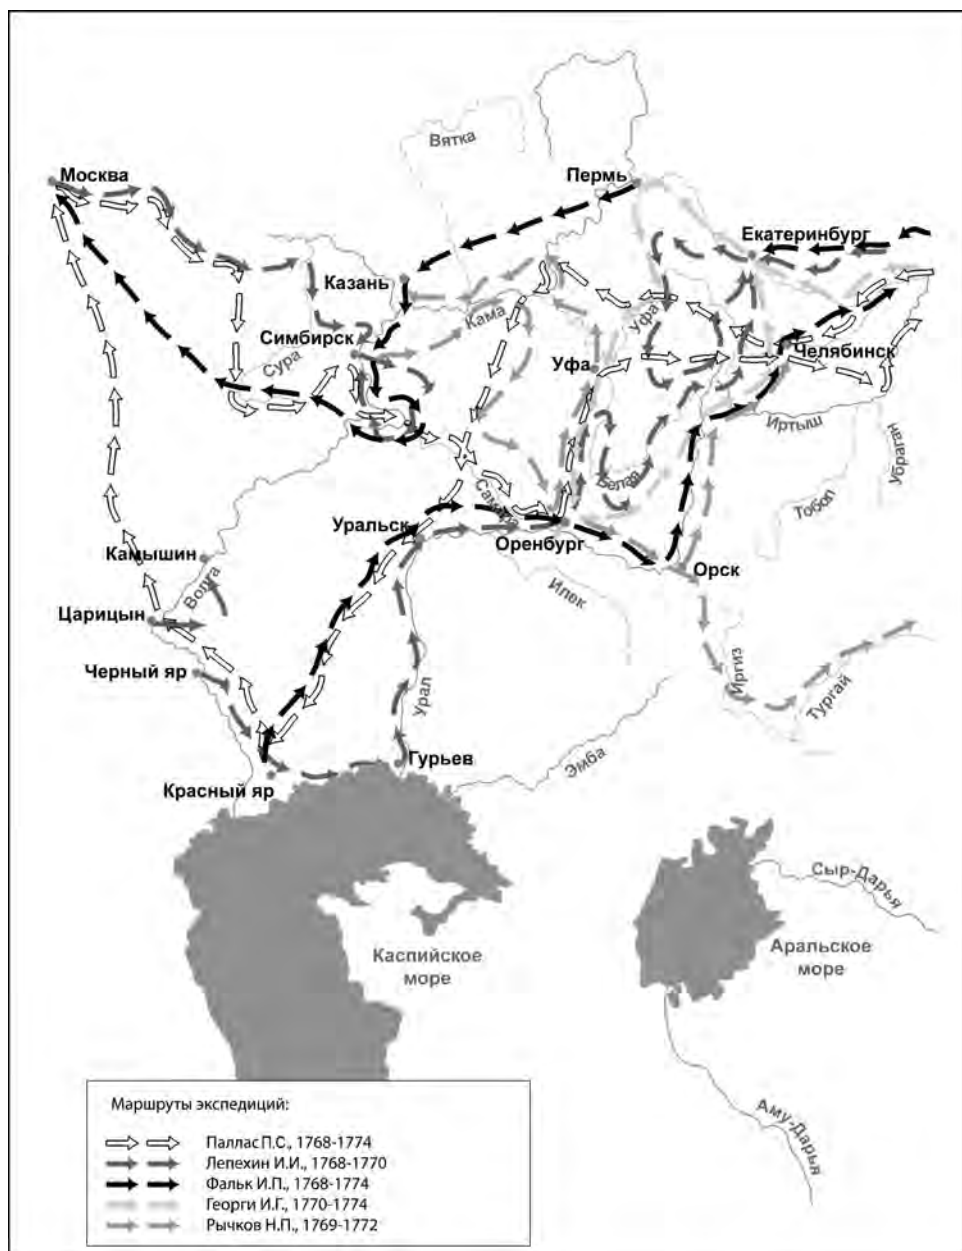 Вятка
Москва
Пермь
Екатеринбург
Казань
Кама
Уфа
Симбирск
Сура
Уфа
Челябинск
Иртыш
Убраган
Белая
Самара
Тобол
Уральск
Оренбург
Орск
Камышин
Волга
Илек
Царицын
Черный яр
Урал
Иргиз
Тургай
Гурьев
Эмба
Красный яр
Сыр-Дарья
Каспийское
море
Аральское
море
Аму-Дарья
Маршруты экспедиций:
Паллас П.С., 1768-1774
Лепехин И.И., 1768-1770
Фальк И.П., 1768-1774
Георги И.Г., 1770-1774
Рычков Н.П., 1769-1772